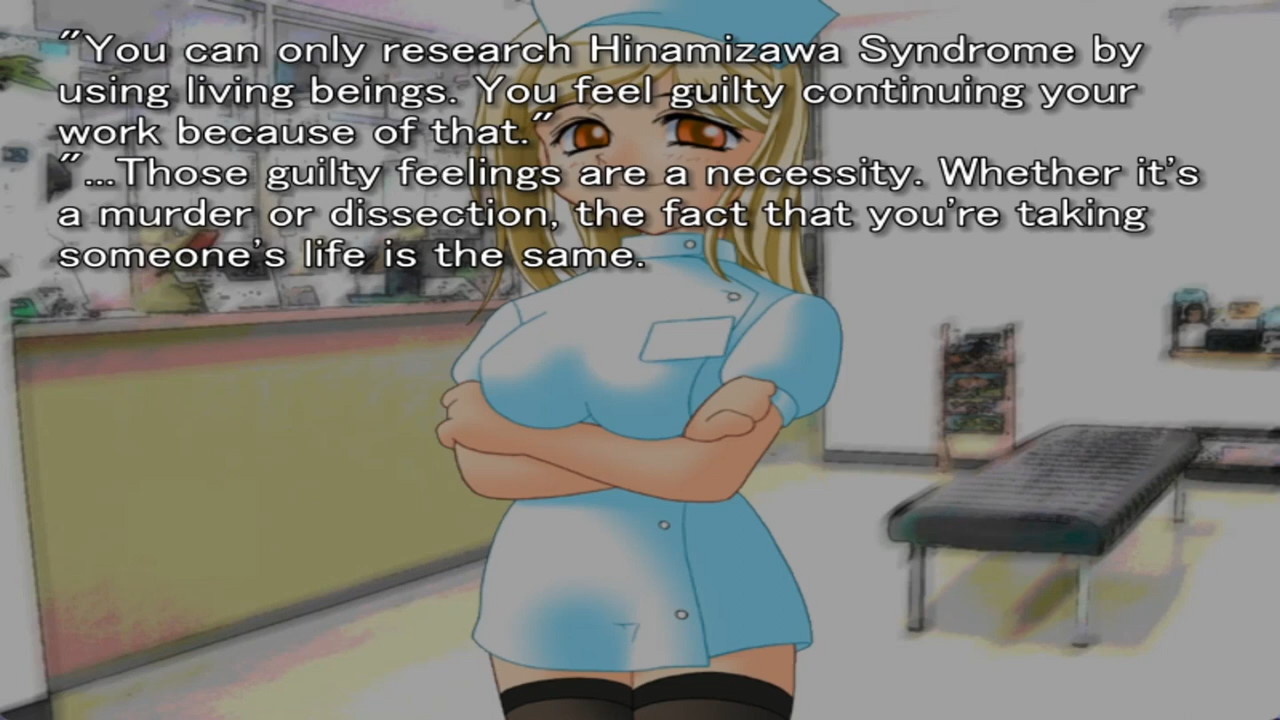 "You can only research Hinamizawa Syndrome by
using living beings. You feel guilty continuing your
work because of that."
"...Those guilty feelings are a necessity. Whether it's
a murder or dissection, the fact that you're taking
someone's life is the same.